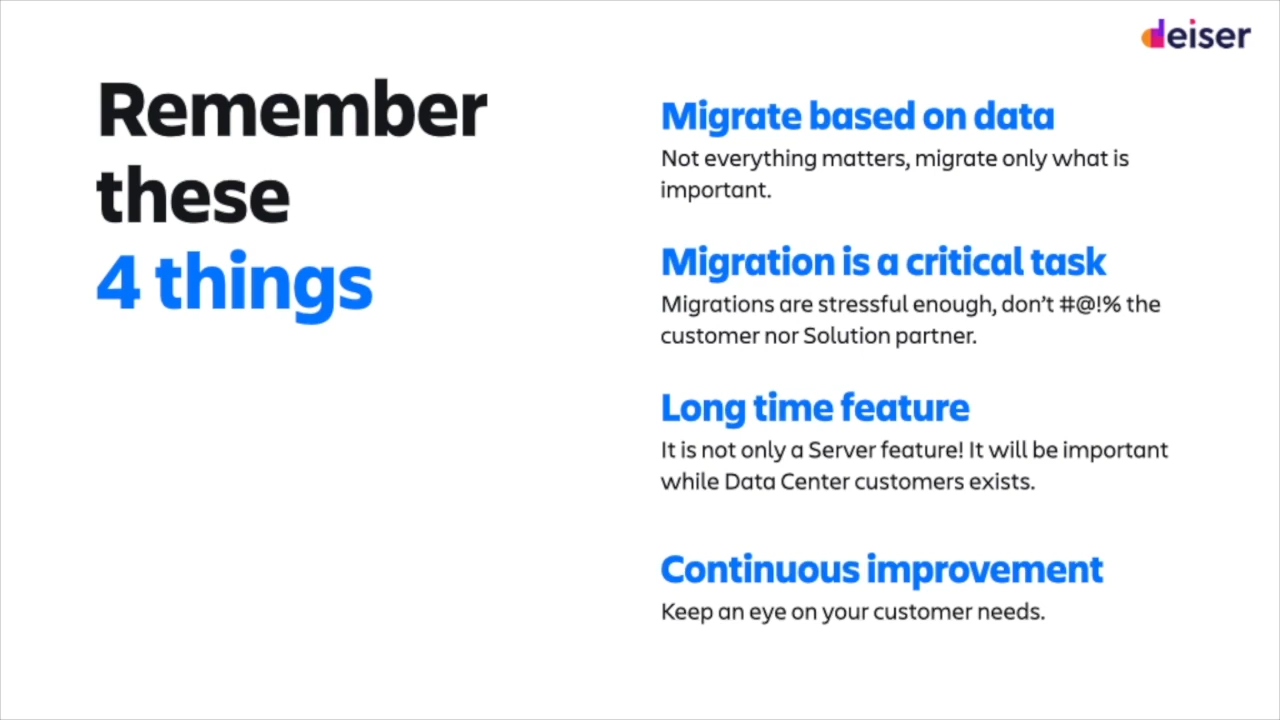 deiser
Remember
these
4 things
Migrate based on data
Not everything matters, migrate only what is
important.
Migration is a critical task
Migrations are stressful enough, don’t #@!% the
customer nor Solution partner.
Long time feature
It is not only a Server feature! It will be important
while Data Center customers exists.
Continuous improvement
Keep an eye on your customer needs.